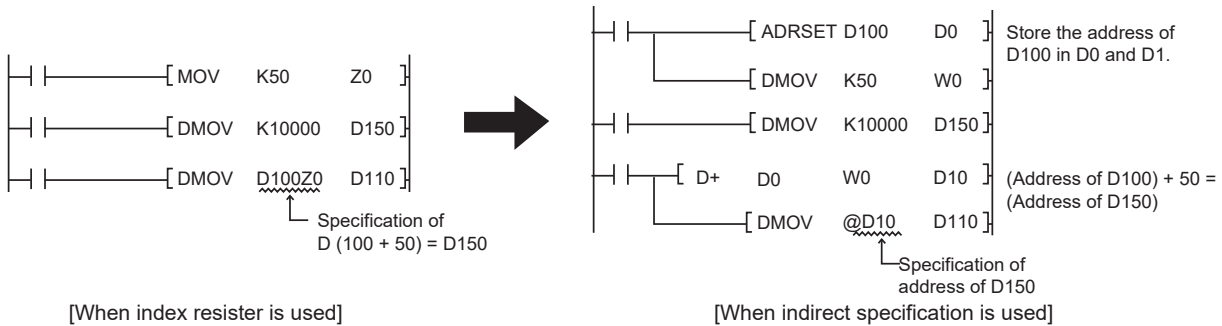 MOV K50 Z0
DMOV K10000 D150
DMOV D100Z0 D110
Specification of
D (100 + 50) = D150
[When index resister is used]
ADRSET D100 D0
Store the address of
D100 in D0 and D1.
DMOV K50 W0
DMOV K10000 D150
D+ D0 W0 D10
(Address of D100) + 50 =
(Address of D150)
DMOV @D10 D110
Specification of
address of D150
[When indirect specification is used]